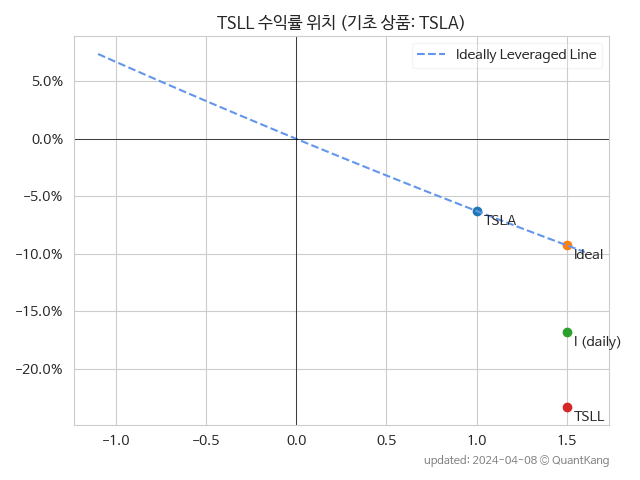 TSLL 수익률 위치 (기초 상품: TSLA)
Ideally Leveraged Line
5.0%
0.0%
−5.0%
−10.0%
−15.0%
−20.0%
TSLA
Ideal
I (daily)
TSLL
−1.0 −0.5 0.0 0.5 1.0 1.5
updated: 2024-04-08 © QuantKang